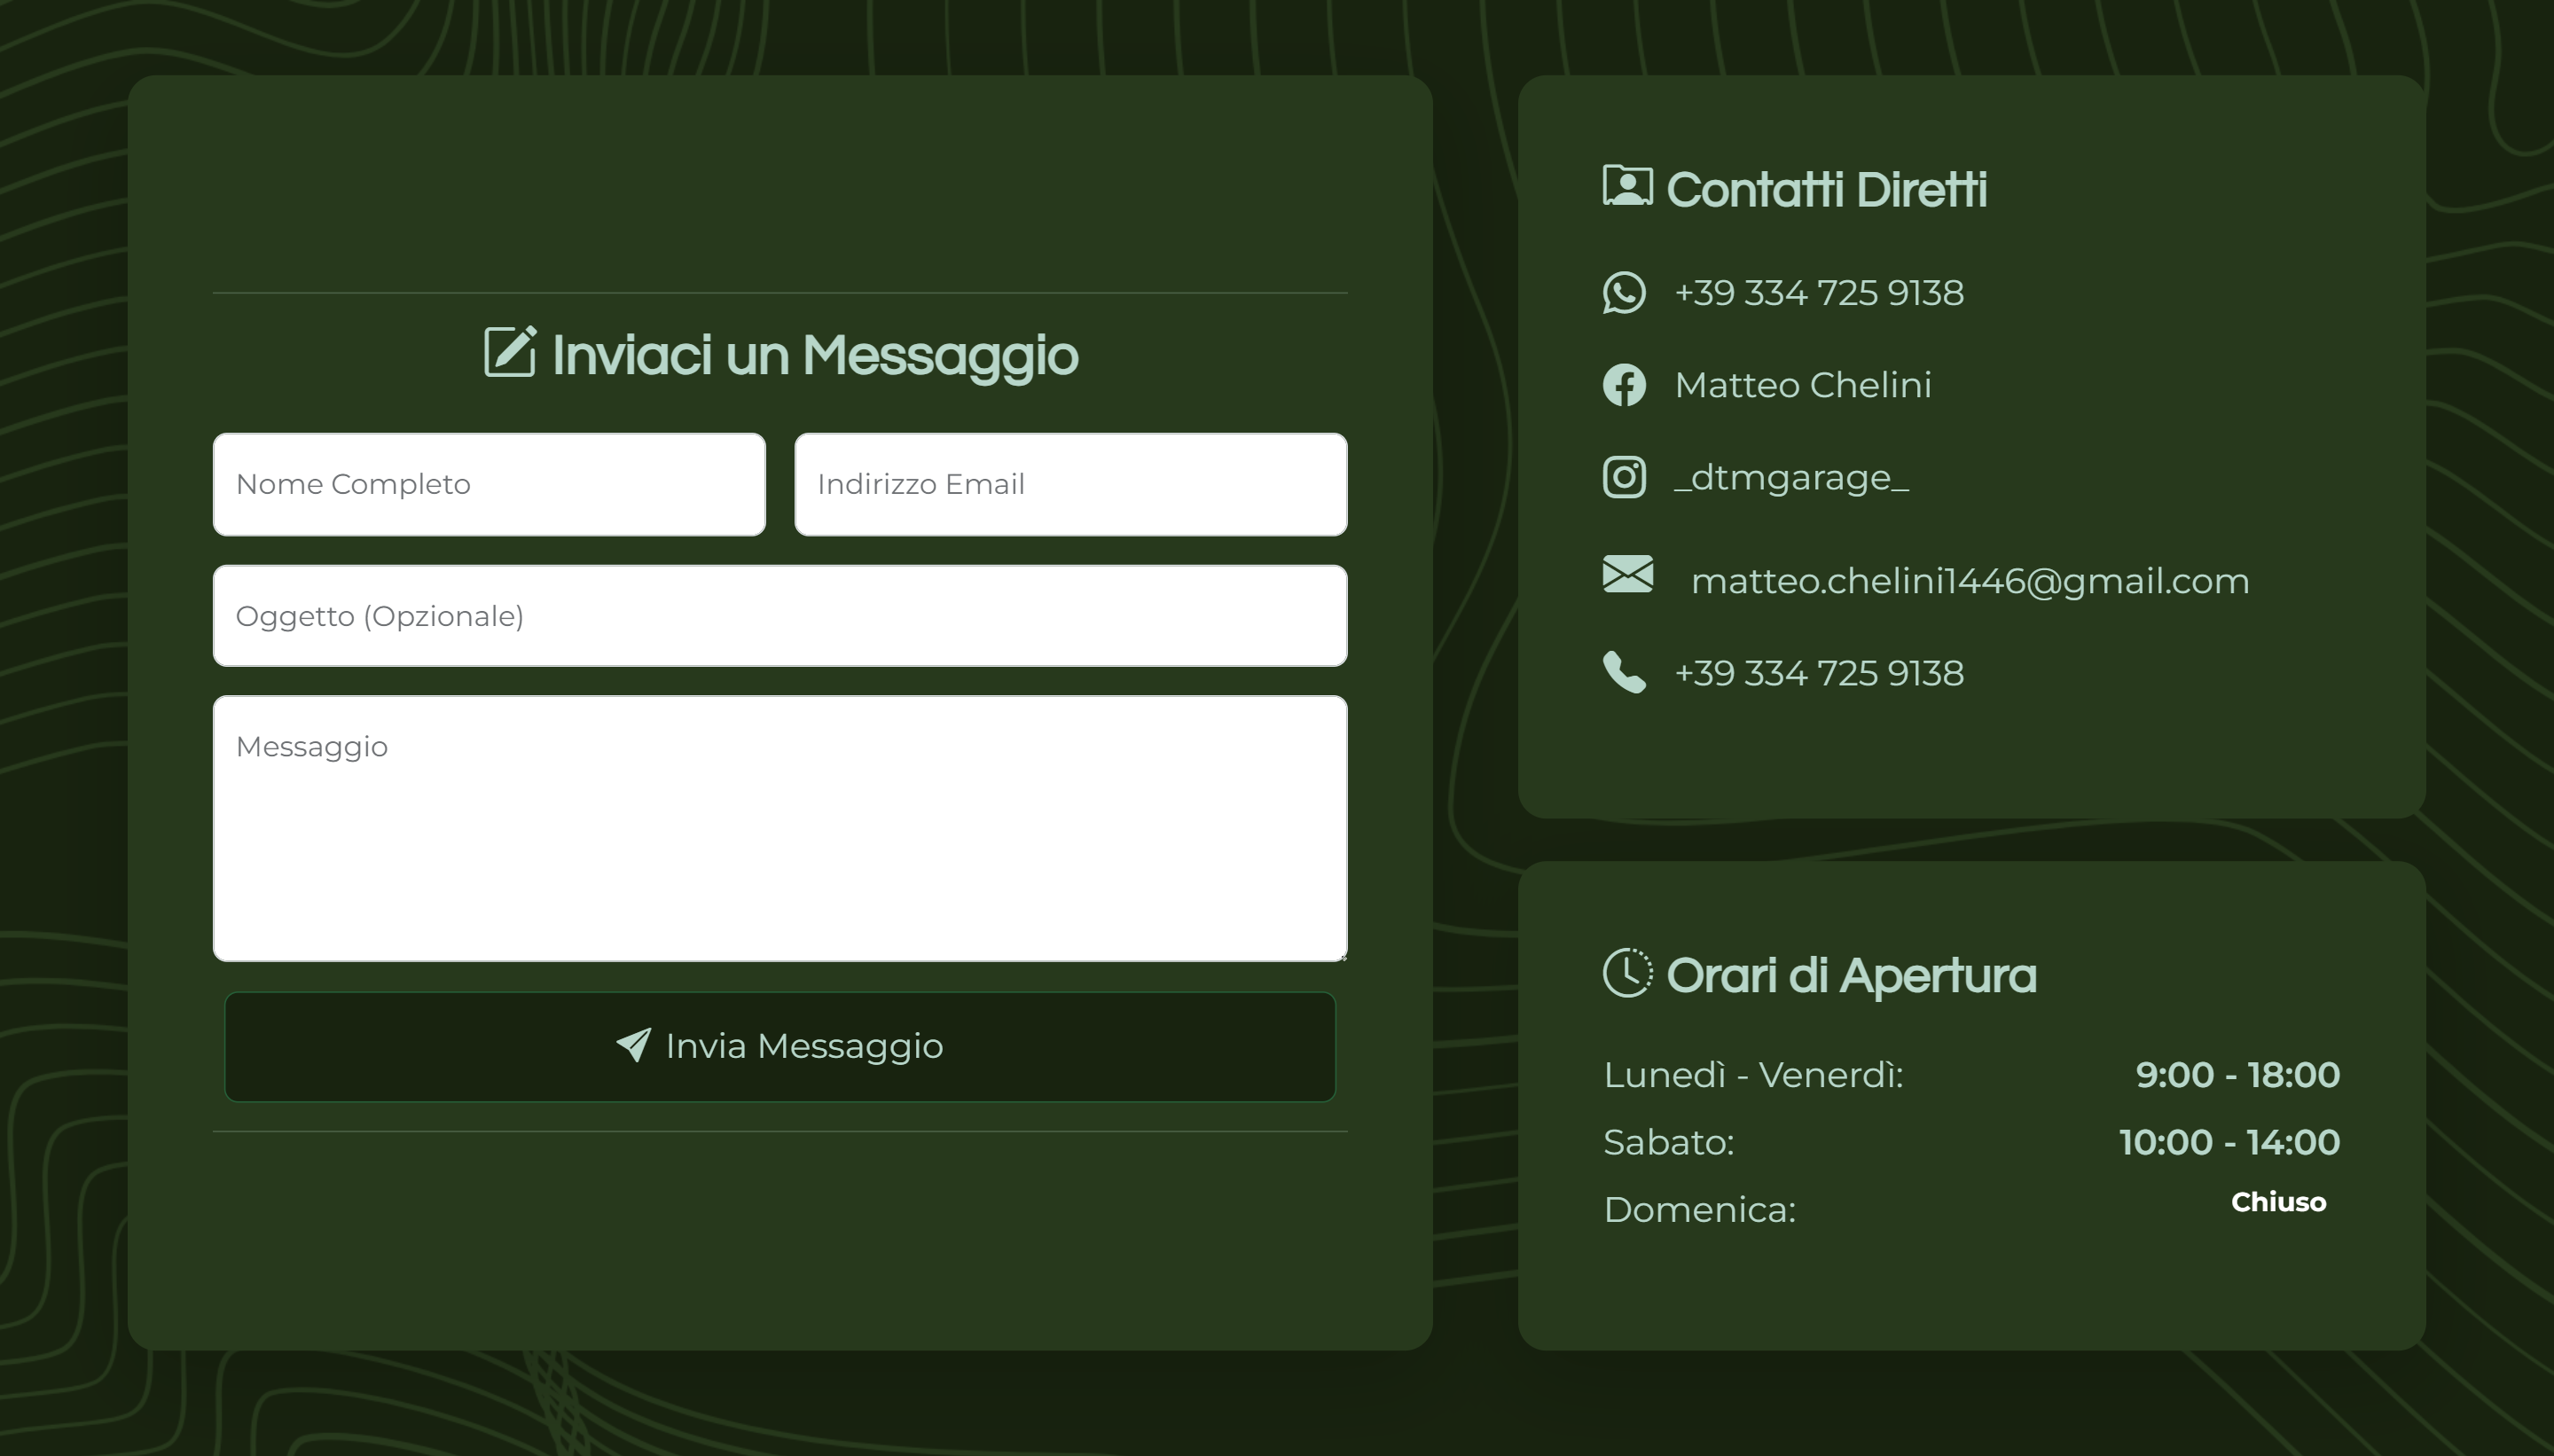 Inviaci un Messaggio
Nome Completo
Indirizzo Email
Oggetto (Opzionale)
Messaggio
Invia Messaggio
Contatti Diretti
+39 334 725 9138
Matteo Chelini
_dtmgarage_
matteo.chelini1446@gmail.com
+39 334 725 9138
Orari di Apertura
Lunedì - Venerdì: 9:00 - 18:00
Sabato: 10:00 - 14:00
Domenica: Chiuso